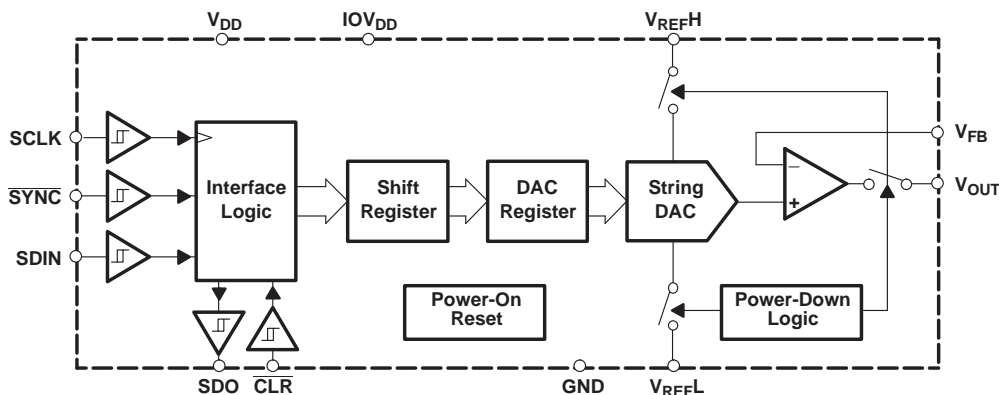 VDD
IOVDD
VREFH
SCLK
SYNC
SDIN
Interface
Logic
Shift
Register
DAC
Register
String
DAC
−
+
VFB
VOUT
Power-On
Reset
Power-Down
Logic
SDO
CLR
GND
VREFL